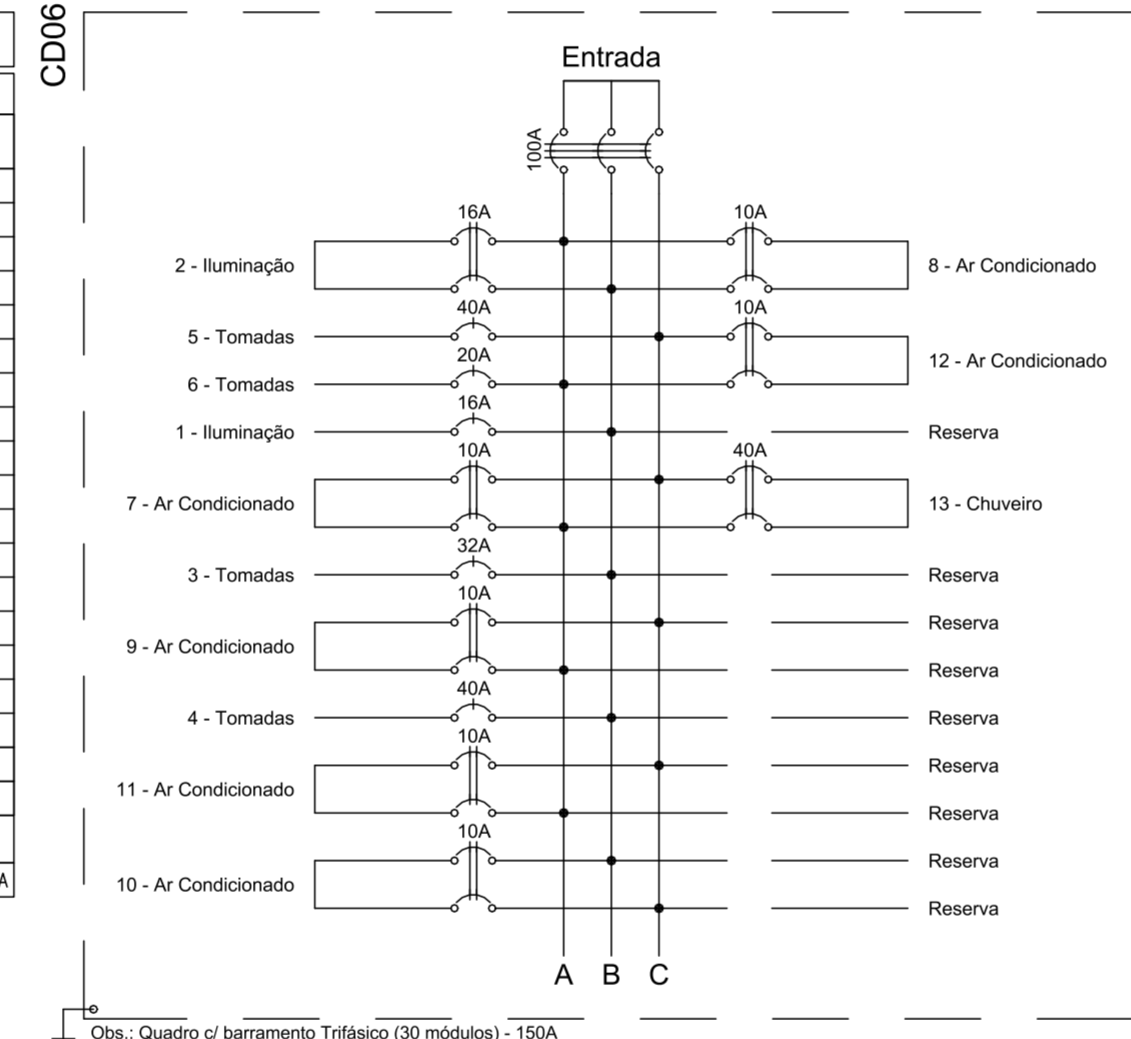 CD06
Entrada
100A
16A
10A
2 - Iluminação
8 - Ar Condicionado
40A
10A
5 - Tomadas
20A
12 - Ar Condicionado
6 - Tomadas
16A
1 - Iluminação
Reserva
10A
40A
7 - Ar Condicionado
13 - Chuveiro
32A
3 - Tomadas
Reserva
10A
Reserva
9 - Ar Condicionado
Reserva
40A
4 - Tomadas
Reserva
10A
Reserva
11 - Ar Condicionado
Reserva
10A
Reserva
10 - Ar Condicionado
Reserva
A
A B C
Obs.: Quadro c/ barramento Trifásico (30 módulos) - 150A